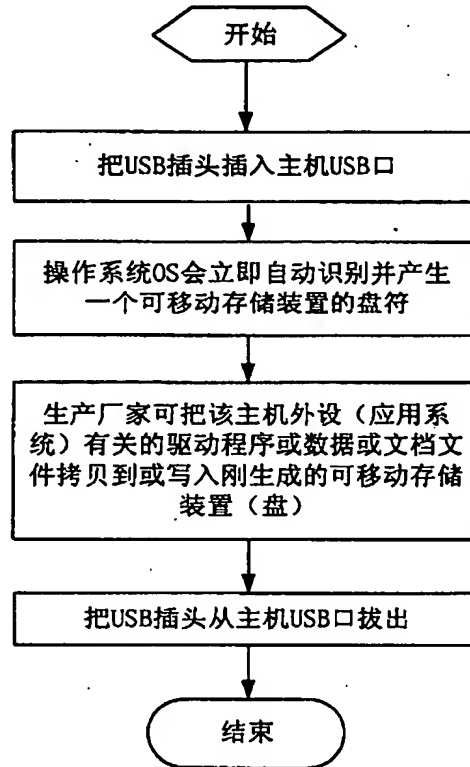 开始
把USB插头插入主机USB口
操作系统OS会立即自动识别并产生
一个可移动存储装置的盘符
生产厂家可把该主机外设（应用系
统）有关的驱动程序或数据或文档文
件拷贝到或写入刚生成的可移动存储
装置（盘）
把USB插头从主机USB口拔出
结束